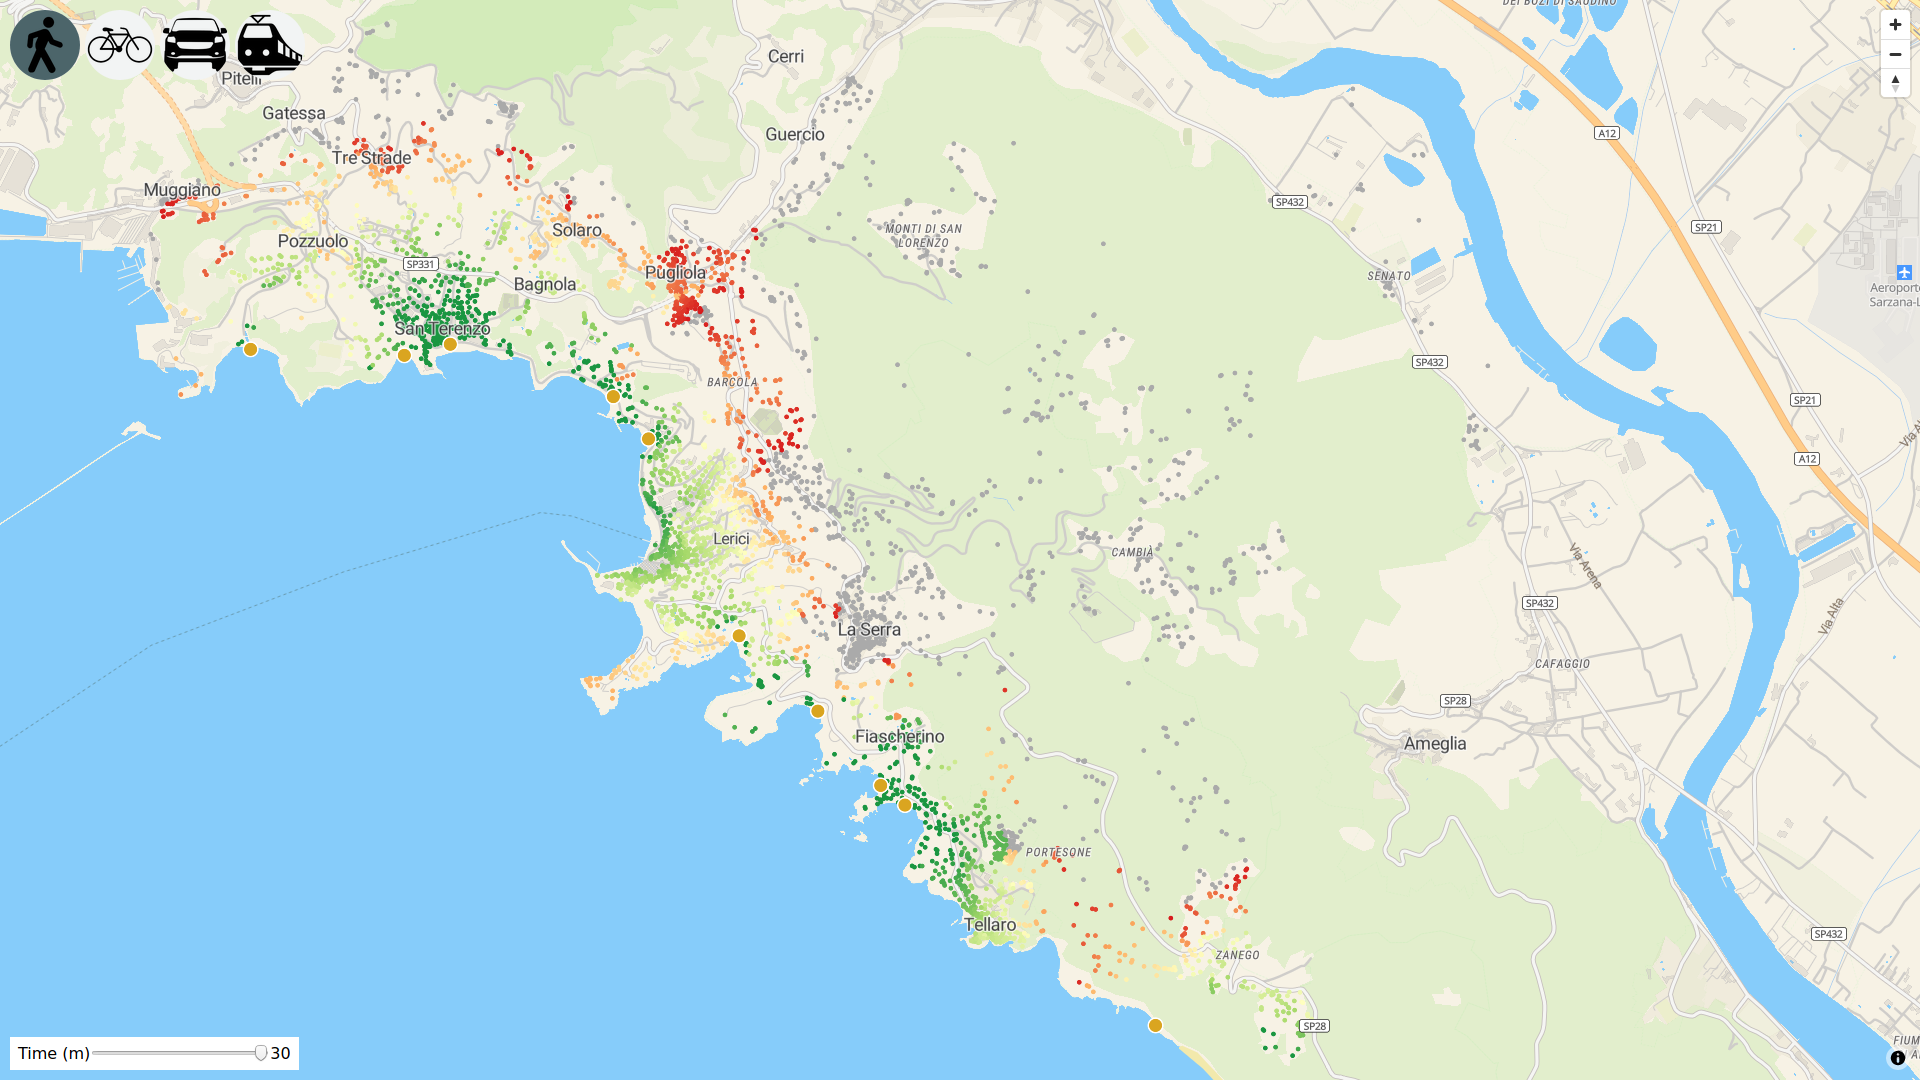 DEI BOZI DI SAUDINO
Cerri
Pitelli
Gatessa
Guercio
A12
Tre Strade
Muggiano
SP432
SP21
Solaro
MONTI DI SAN
LORENZO
Pozzuolo
SP331
Pugliola
SENATO
Bagnola
Aeroporto
Sarzana-L
San Terenzo
SP432
BARCOLA
SP21
Via A
A12
Lerici
CAMBIÀ
Via Arena
SP432
Via Alta
La Serra
CAFAGGIO
SP28
Fiascherino
Ameglia
PORTESONE
Tellaro
SP432
ZANEGO
SP28
FIUM
Time (m)
30